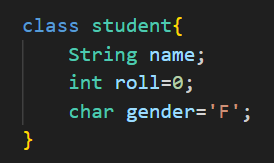 class student{
    String name;
    int roll=0;
    char gender='F';
}